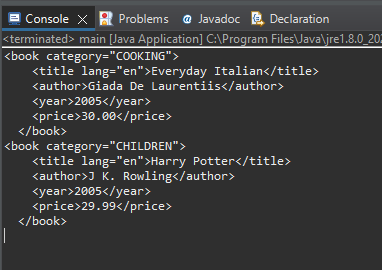 Console Problems Javadoc Declaration
<terminated> main [Java Application] C:\Program Files\Java\jre1.8.0_202
<book category="COOKING">
    <title lang="en">Everyday Italian</title>
    <author>Giada De Laurentiis</author>
    <year>2005</year>
    <price>30.00</price>
  </book>
<book category="CHILDREN">
    <title lang="en">Harry Potter</title>
    <author>J K. Rowling</author>
    <year>2005</year>
    <price>29.99</price>
  </book>